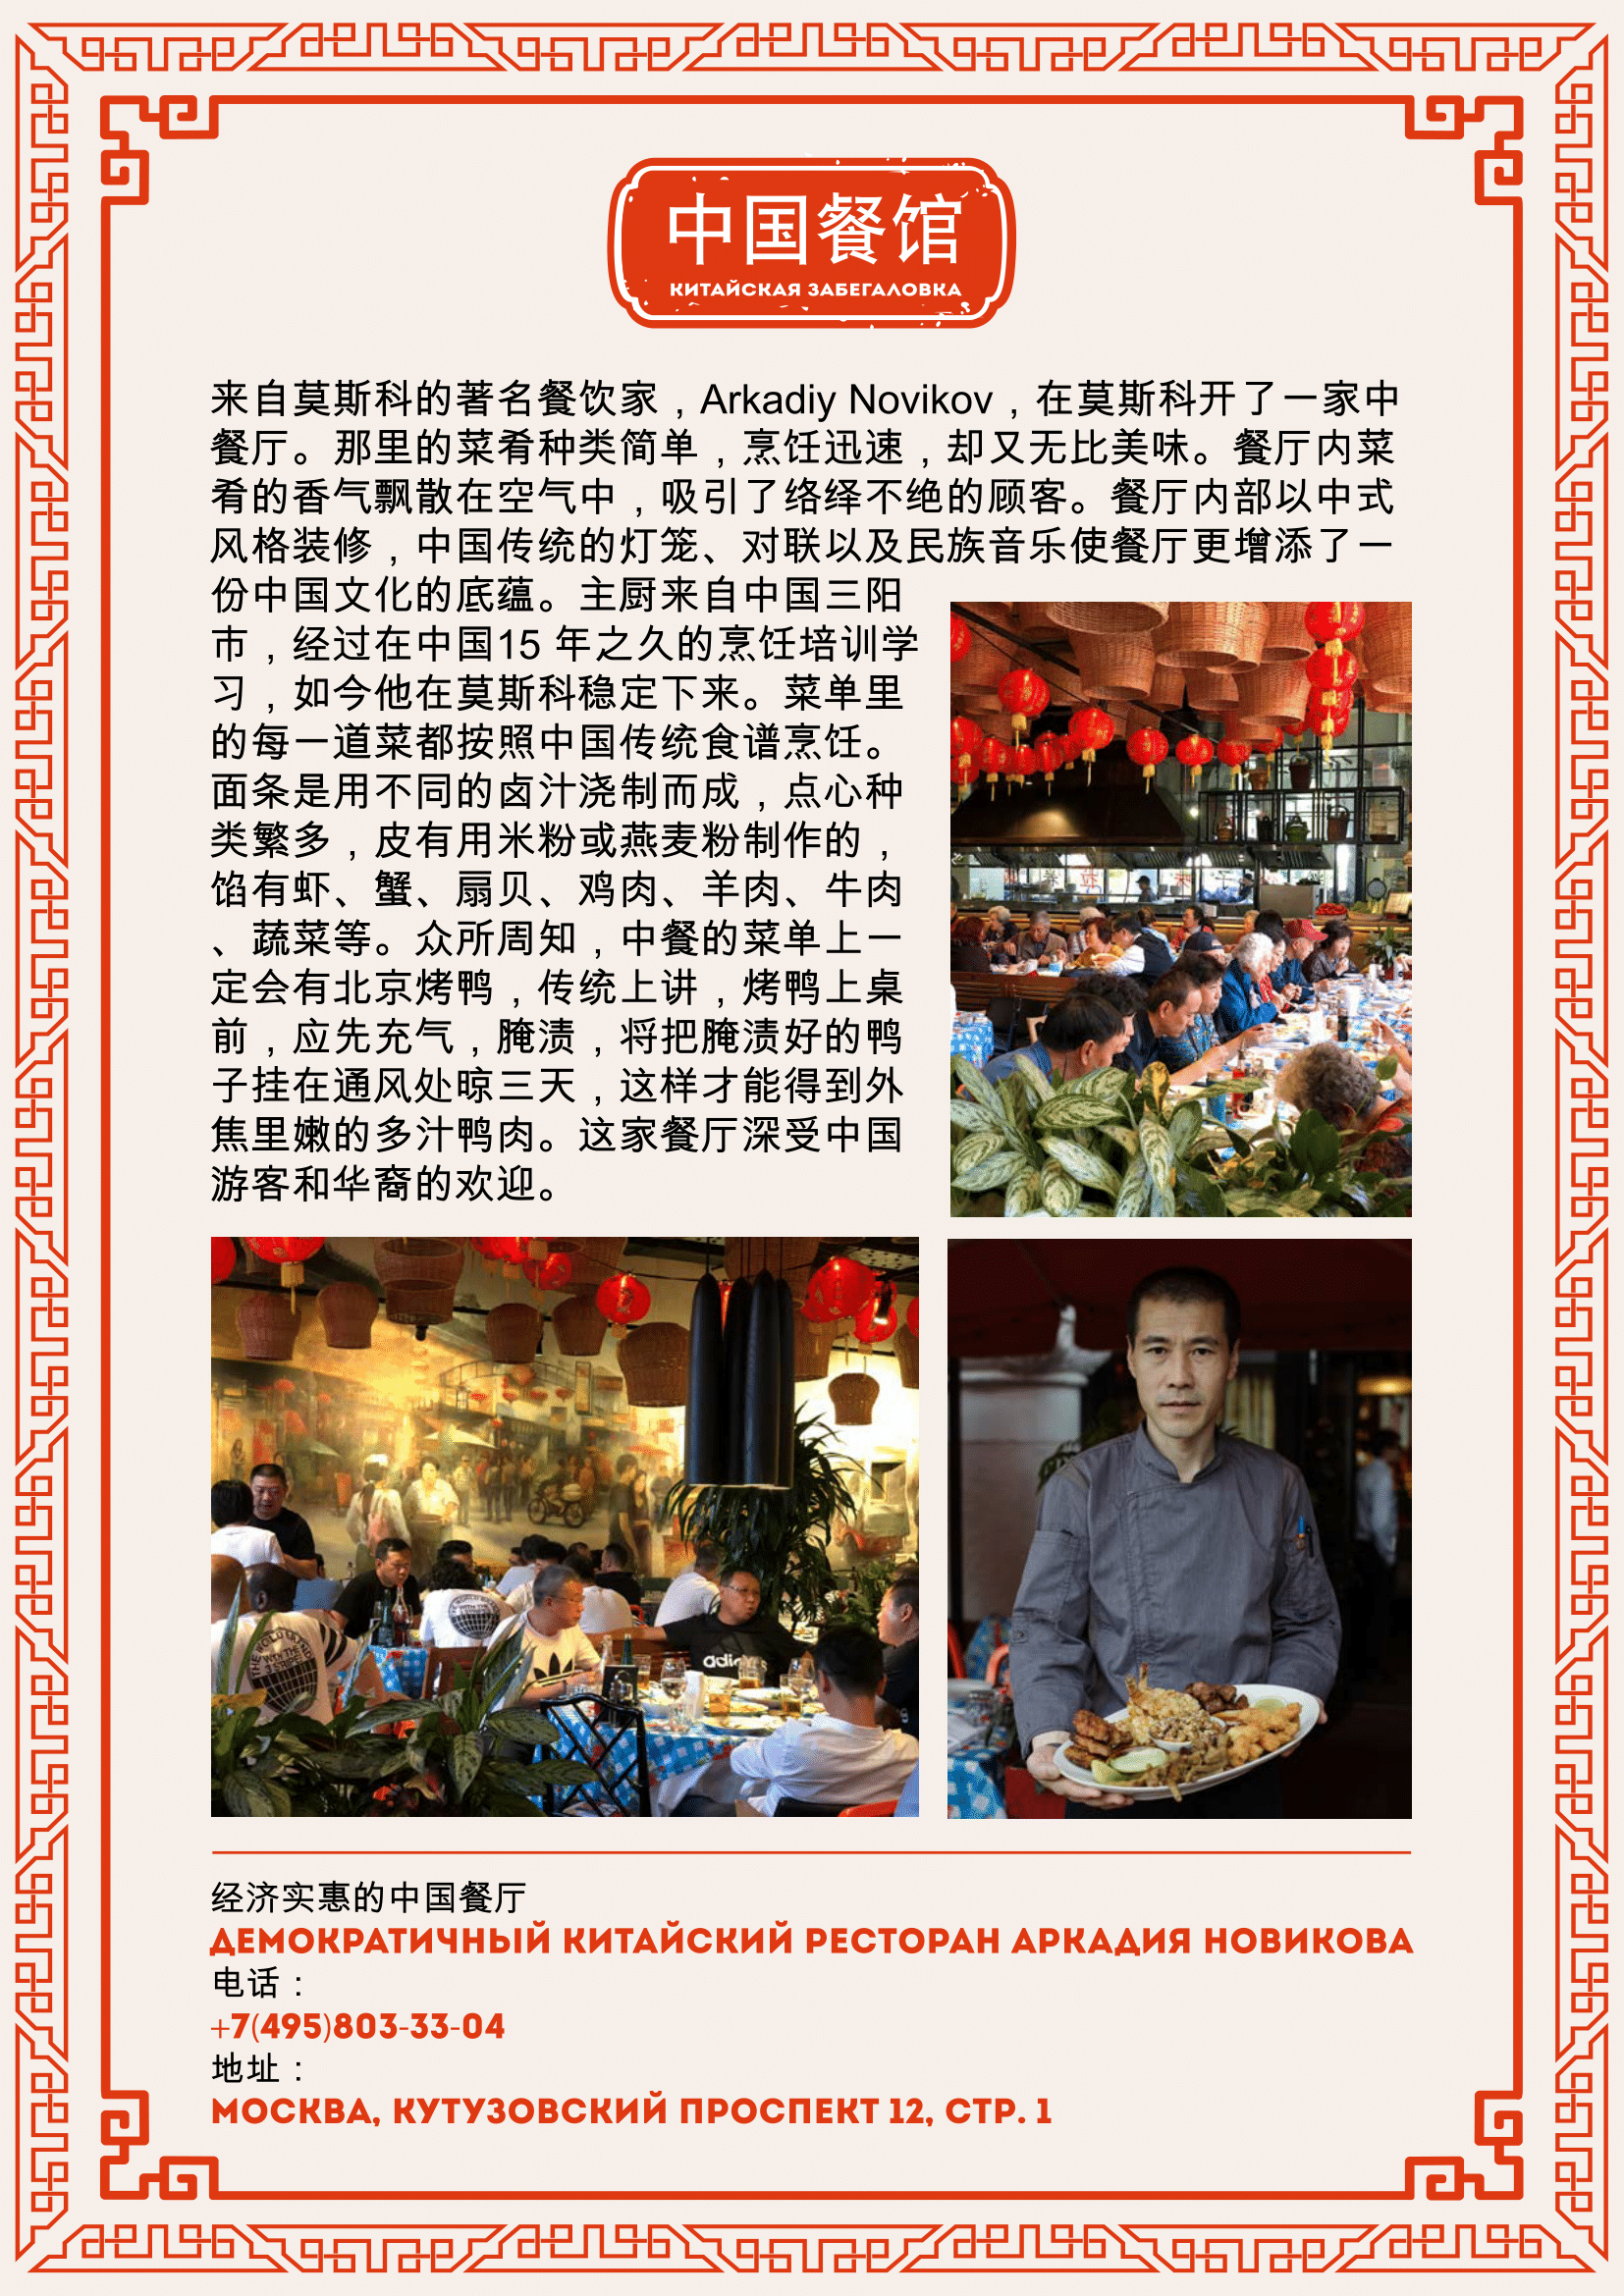 中国餐馆
КИТАЙСКАЯ ЗАБЕГАЛОВКА
来自莫斯科的著名餐饮家，Arkadiy Novikov，在莫斯科开了一家中
餐厅。那里的菜肴种类简单，烹饪迅速，却又无比美味。餐厅内菜
肴的香气飘散在空气中，吸引了络绎不绝的顾客。餐厅内部以中式
风格装修，中国传统的灯笼、对联以及民族音乐使餐厅更增添了一
份中国文化的底蕴。主厨来自中国三阳
市，经过在中国15 年之久的烹饪培训学
习，如今他在莫斯科稳定下来。菜单里
的每一道菜都按照中国传统食谱烹饪。
面条是用不同的卤汁浇制而成，点心种
类繁多，皮有用米粉或燕麦粉制作的，
馅有虾、蟹、扇贝、鸡肉、羊肉、牛肉
、蔬菜等。众所周知，中餐的菜单上一
定会有北京烤鸭，传统上讲，烤鸭上桌
前，应先充气，腌渍，将把腌渍好的鸭
子挂在通风处晾三天，这样才能得到外
焦里嫩的多汁鸭肉。这家餐厅深受中国
游客和华裔的欢迎。
THE WORLD
WITH THE
3 STRIPES
adi
经济实惠的中国餐厅
ДЕМОКРАТИЧНЫЙ КИТАЙСКИЙ РЕСТОРАН АРКАДИЯ НОВИКОВА
电话：
+7(495)803-33-04
地址：
МОСКВА, КУТУЗОВСКИЙ ПРОСПЕКТ 12, СТР. 1